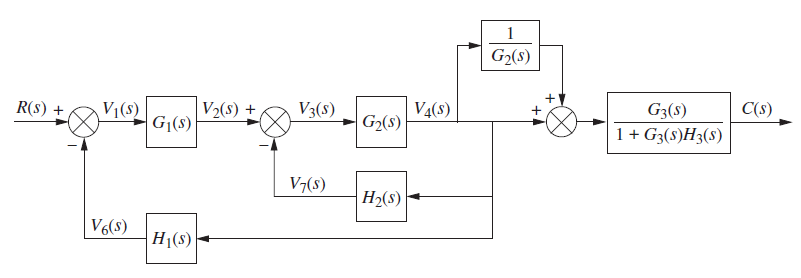 1
G₂(s)
R(s) +
V₁(s)
G₁(s)
V₂(s) +
V₃(s)
G₂(s)
V₄(s)
+
+
G₃(s)
1 + G₃(s)H₃(s)
C(s)
−
−
V₇(s)
H₂(s)
V₆(s)
H₁(s)